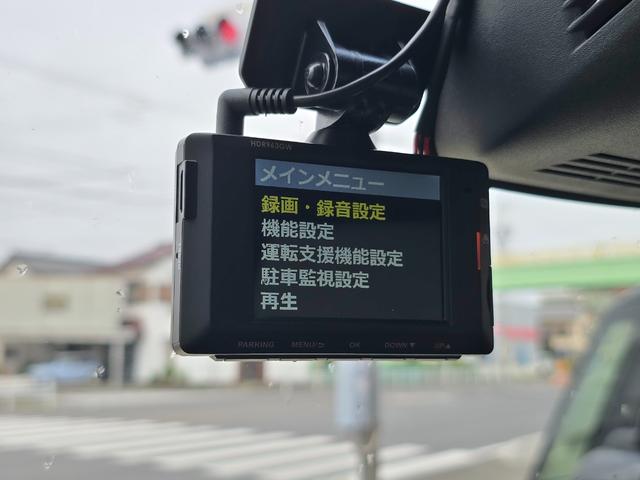 HDR963GW
メインメニュー
録画・録音設定
機能設定
運転支援機能設定
駐車監視設定
再生
PARKING MENU/⮌ OK DOWN▼ UP▲